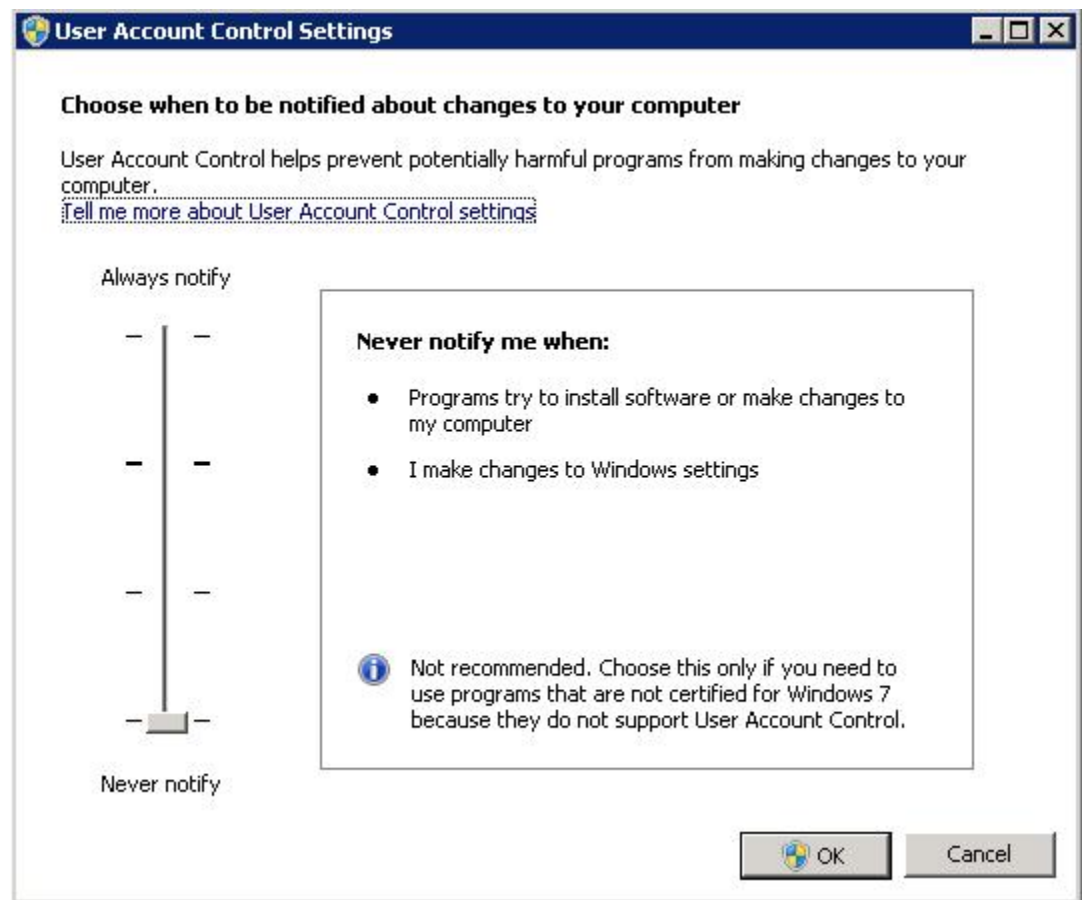 User Account Control Settings
Choose when to be notified about changes to your computer
User Account Control helps prevent potentially harmful programs from making changes to your
computer.
Tell me more about User Account Control settings
Always notify
Never notify me when:
Programs try to install software or make changes to
my computer
I make changes to Windows settings
Not recommended. Choose this only if you need to
use programs that are not certified for Windows 7
because they do not support User Account Control.
Never notify
OK
Cancel